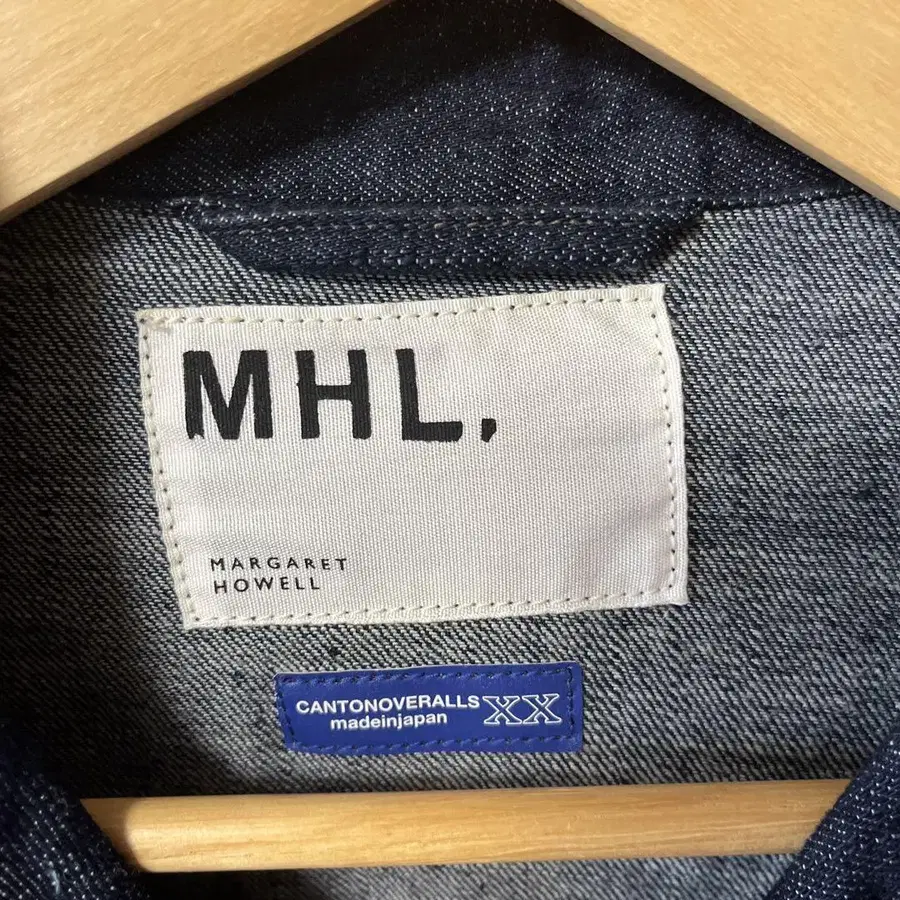 MHL.
MARGARET
HOWELL
CANTONOVERALLS XX
madeinjapan